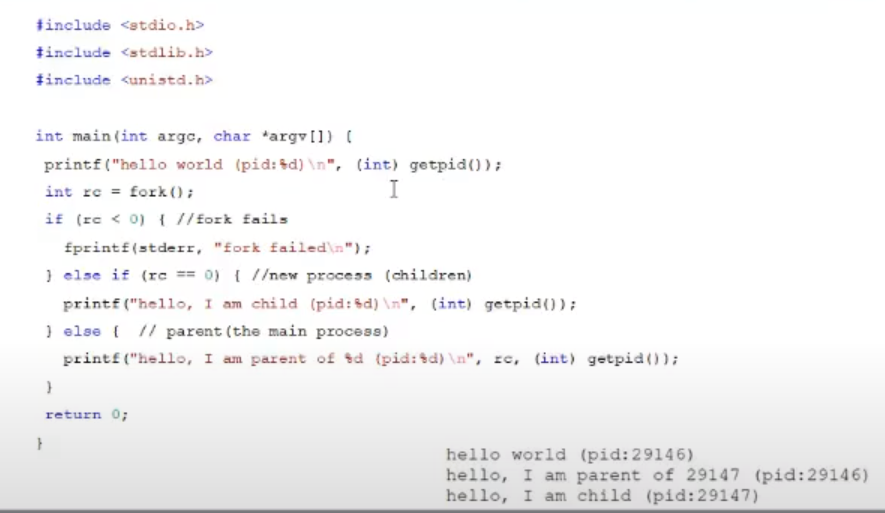 #include <stdio.h>
#include <stdlib.h>
#include <unistd.h>
int main(int argc, char *argv[]) {
printf("hello world (pid:%d)\n", (int) getpid());
int rc = fork();
if (rc < 0) { //fork fails
fprintf(stderr, "fork failed\n");
} else if (rc == 0) { //new process (children)
printf("hello, I am child (pid:%d)\n", (int) getpid());
} else { // parent(the main process)
printf("hello, I am parent of %d (pid:%d)\n", rc, (int) getpid());
}
return 0;
}
hello world (pid:29146)
hello, I am parent of 29147 (pid:29146)
hello, I am child (pid:29147)